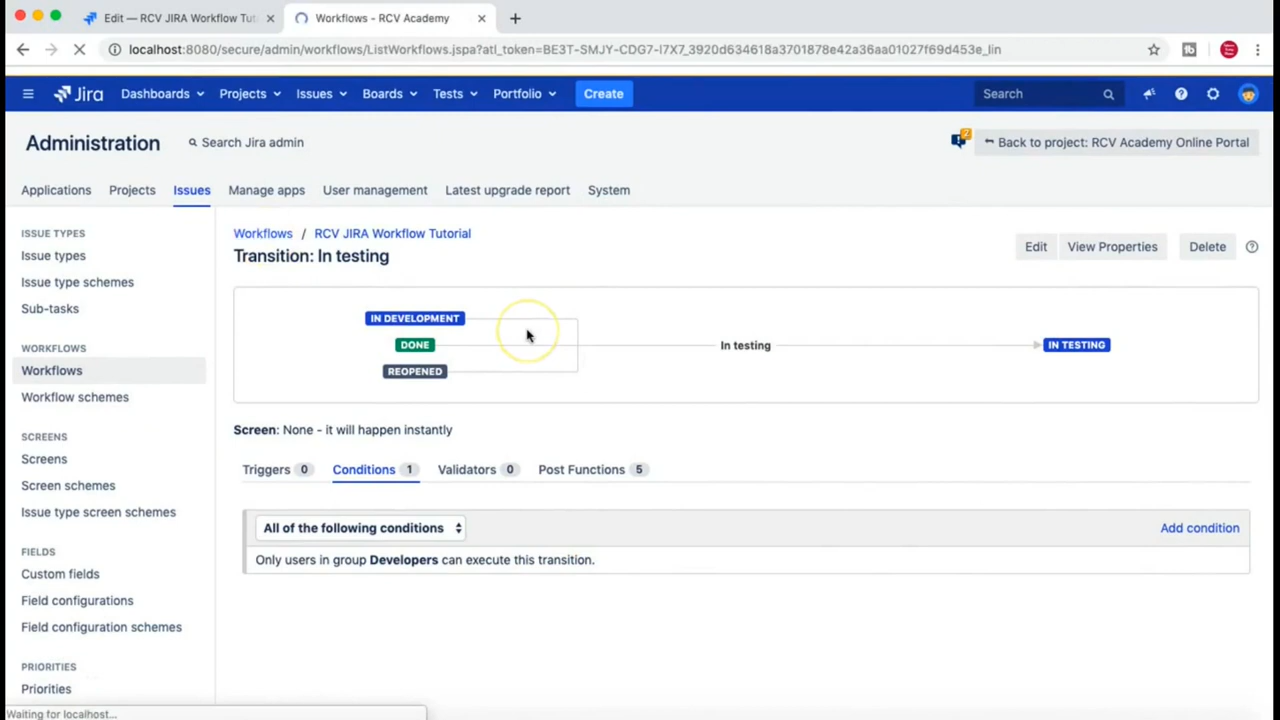 Edit — RCV JIRA Workflow Tut
Workflows - RCV Academy
localhost:8080/secure/admin/workflows/ListWorkflows.jspa?atl_token=BE3T-SMJY-CDG7-I7X7_3920d634618a3701878e42a36aa01027f69d453e_lin
Jira Dashboards Projects Issues Boards Tests Portfolio Create Search
Administration Search Jira admin 2 Back to project: RCV Academy Online Portal
Applications Projects Issues Manage apps User management Latest upgrade report System
ISSUE TYPES
Issue types
Issue type schemes
Sub-tasks
WORKFLOWS
Workflows
Workflow schemes
SCREENS
Screens
Screen schemes
Issue type screen schemes
FIELDS
Custom fields
Field configurations
Field configuration schemes
PRIORITIES
Priorities
Workflows / RCV JIRA Workflow Tutorial
Transition: In testing
Edit View Properties Delete
IN DEVELOPMENT
DONE In testing IN TESTING
REOPENED
Screen: None - it will happen instantly
Triggers 0 Conditions 1 Validators 0 Post Functions 5
All of the following conditions Add condition
Only users in group Developers can execute this transition.
Waiting for localhost...